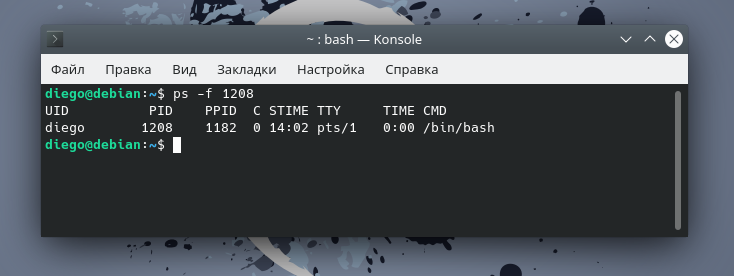 ~ : bash — Konsole
Файл Правка Вид Закладки Настройка Справка
diego@debian:~$ ps -f 1208
UID          PID    PPID  C STIME TTY      TIME CMD
diego       1208    1182  0 14:02 pts/1    0:00 /bin/bash
diego@debian:~$